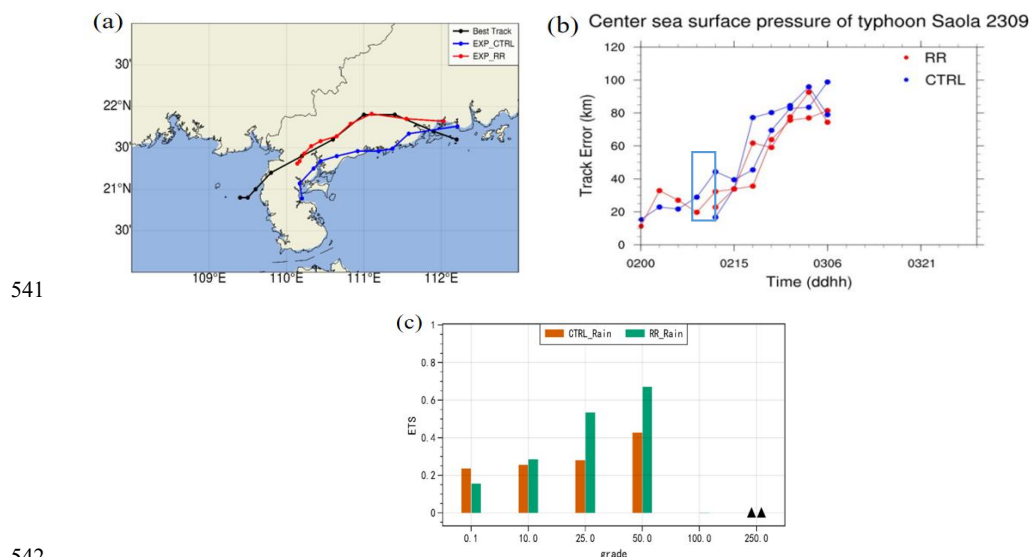 (a)
Best Track
EXP_CTRL
EXP_RR
30'
22°N
30'
21°N
30'
109°E
110°E
111°E
112°E
541
(b)
Center sea surface pressure of typhoon Saola 2309
RR
CTRL
Track Error (km)
120
100
80
60
40
20
0
0200
0215
0306
0321
Time (ddhh)
(c)
CTRL_Rain
RR_Rain
ETS
1
0.8
0.6
0.4
0.2
0
0.1
10.0
25.0
50.0
100.0
250.0
grade
542